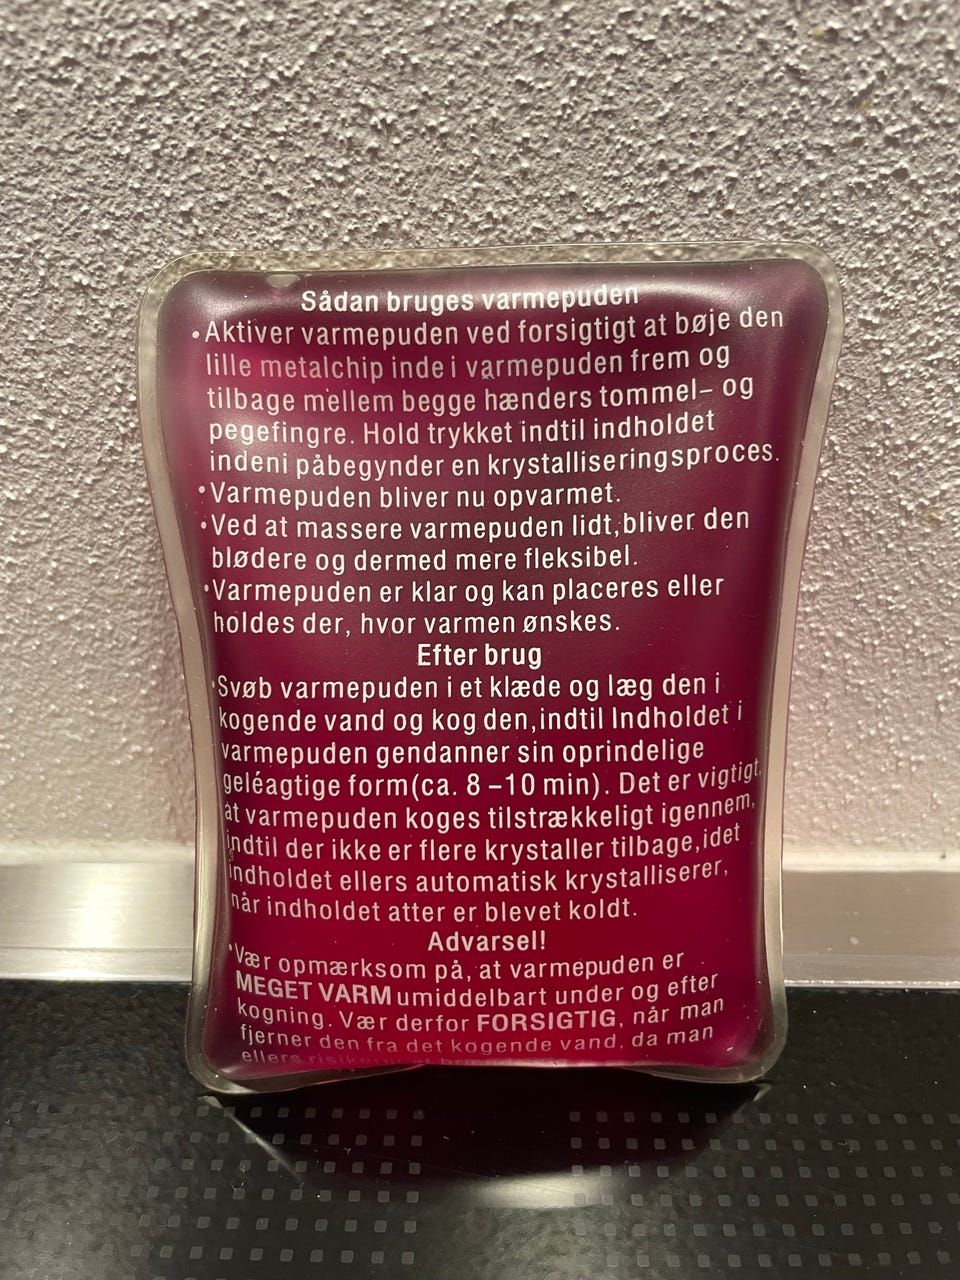 Sådan bruges varmepuden
•Aktiver varmepuden ved forsigtigt at bøje den
lille metalchip inde i varmepuden frem og
tilbage mellem begge hænders tommel– og
pegefingre. Hold trykket indtil indholdet
indeni påbegynder en krystalliseringsproces.
•Varmepuden bliver nu opvarmet.
•Ved at massere varmepuden lidt,bliver den
blødere og dermed mere fleksibel.
•Varmepuden er klar og kan placeres eller
holdes der, hvor varmen ønskes.
Efter brug
•Svøb varmepuden i et klæde og læg den i
kogende vand og kog den,indtil Indholdet i
varmepuden gendanner sin oprindelige
geléagtige form(ca. 8 –10 min). Det er vigtigt,
at varmepuden koges tilstrækkeligt igennem,
indtil der ikke er flere krystaller tilbage,idet
indholdet ellers automatisk krystalliserer,
når indholdet atter er blevet koldt.
Advarsel!
•Vær opmærksom på, at varmepuden er
MEGET VARM umiddelbart under og efter
kogning. Vær derfor FORSIGTIG, når man
fjerner den fra det kogende vand, da man
ellers